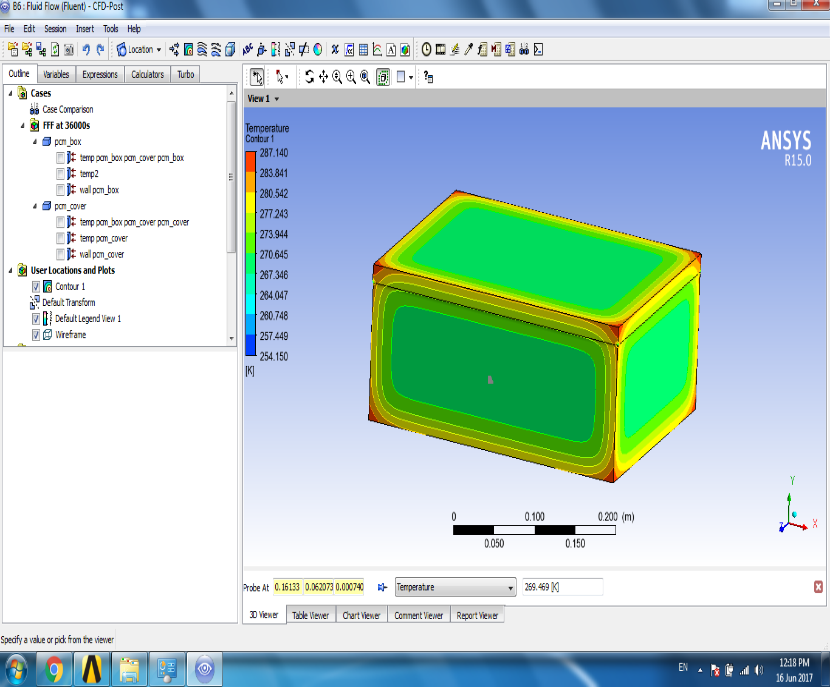 B6 : Fluid Flow (Fluent) - CFD-Post
File Edit Session Insert Tools Help
Location
Outline Variables Expressions Calculators Turbo
Cases
Case Comparison
FFF at 36000s
pcm_box
temp pcm_box pcm_cover pcm_box
temp2
wall pcm_box
pcm_cover
temp pcm_box pcm_cover pcm_cover
temp pcm_cover
wall pcm_cover
User Locations and Plots
Contour 1
Default Transform
Default Legend View 1
Wireframe
View 1
Temperature
Contour 1
287.140
283.841
280.542
277.243
273.944
270.645
267.346
264.047
260.748
257.449
254.150
[K]
ANSYS
R15.0
0 0.100 0.200 (m)
0.050 0.150
Y
X
Z
Probe At 0.16133 0.062073 0.000740 Temperature 269.469 [K]
3D Viewer Table Viewer Chart Viewer Comment Viewer Report Viewer
Specify a value or pick from the viewer
EN
12:18 PM
16 Jun 2017